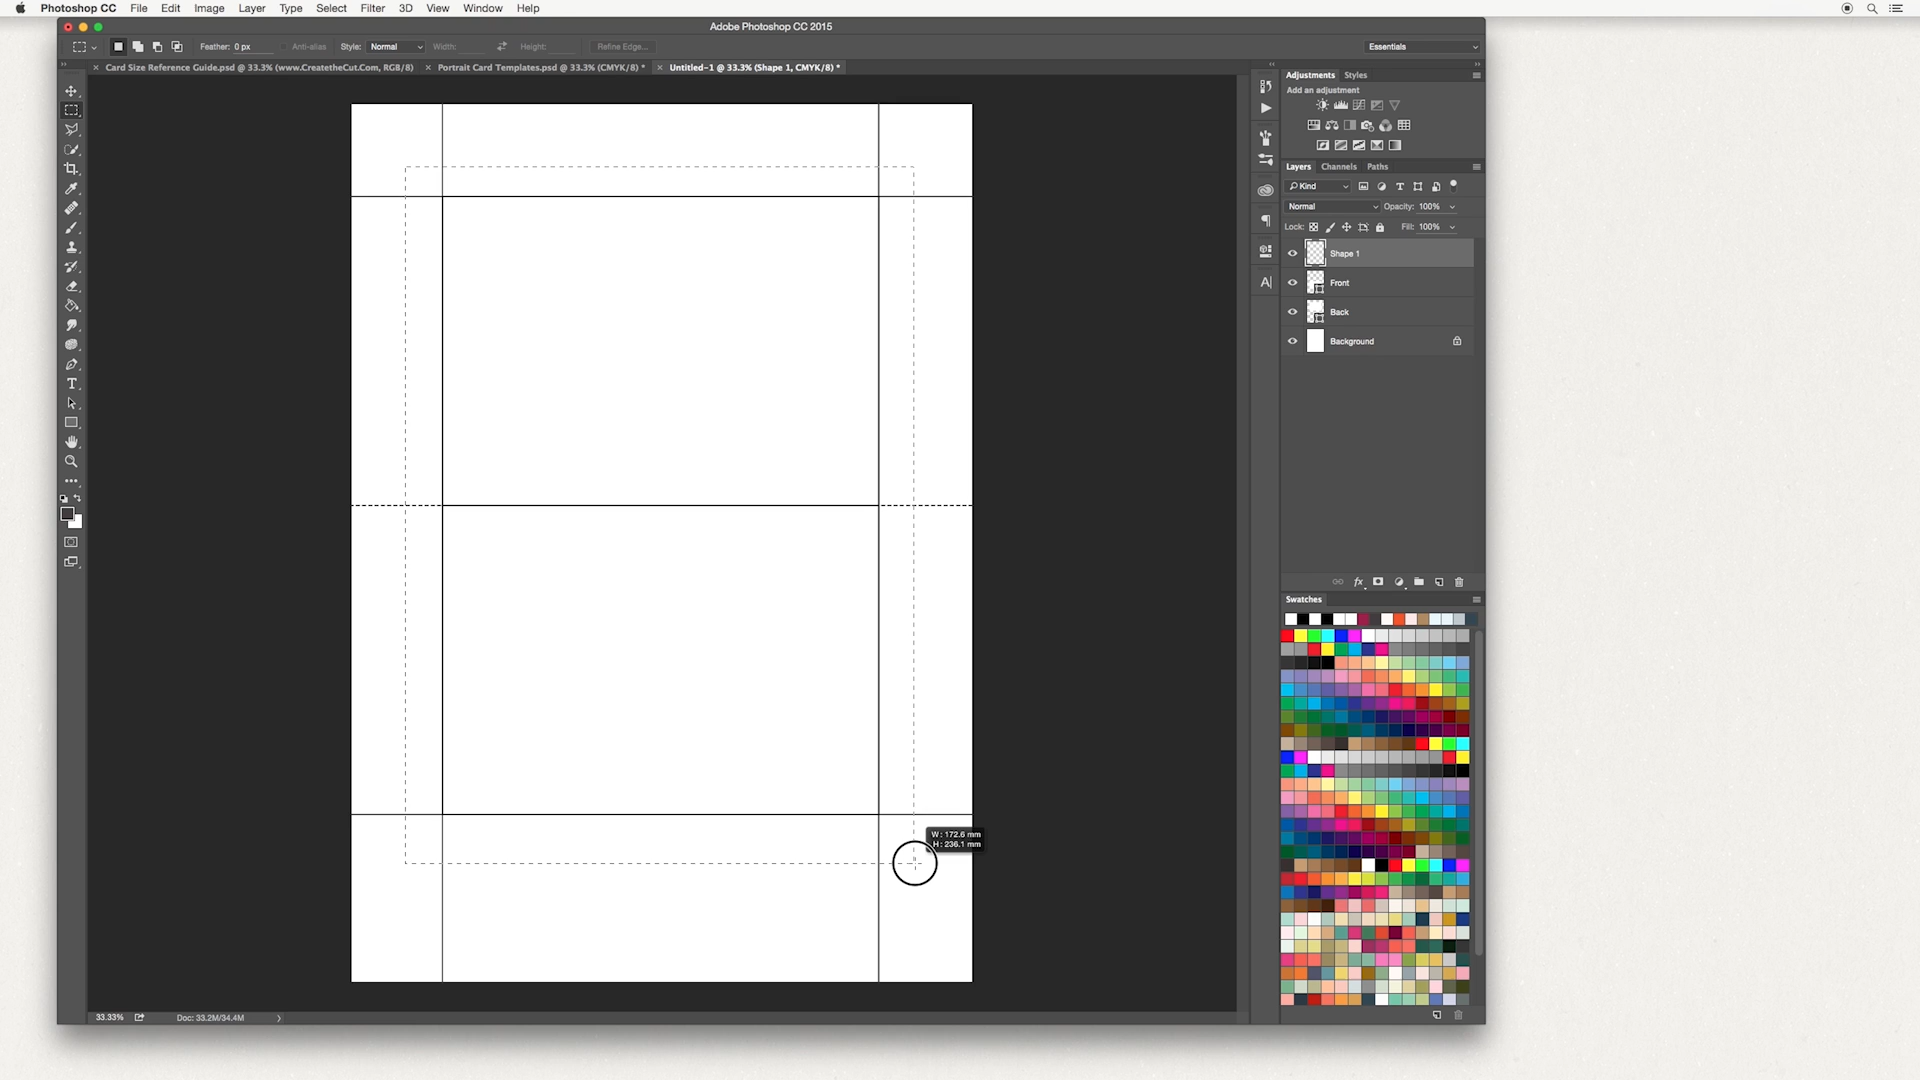 Photoshop CC File Edit Image Layer Type Select Filter 3D View Window Help
Adobe Photoshop CC 2015
Feather: 0 px Anti-alias Style: Normal Width: Height: Refine Edge... Essentials
Card Size Reference Guide.psd @ 33.3% (www.CreatetheCut.Com, RGB/8) Portrait Card Templates.psd @ 33.3% (CMYK/8) * Untitled-1 @ 33.3% (Shape 1, CMYK/8) *
Adjustments Styles
Add an adjustment
Layers Channels Paths
Kind
Normal Opacity: 100%
Lock: Fill: 100%
Shape 1
Front
Back
Background
Swatches
W: 172.6 mm
H: 236.1 mm
33.33% Doc: 33.2M/34.4M